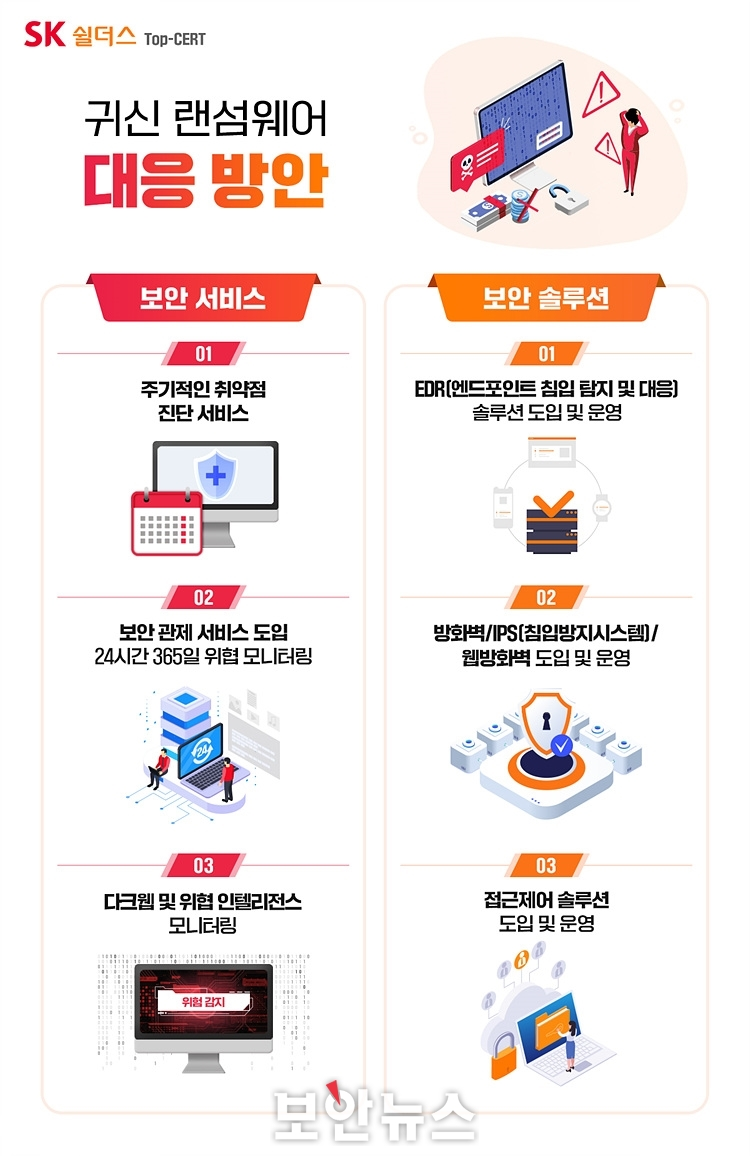 SK 쉴더스 Top-CERT
귀신 랜섬웨어
대응 방안
보안 서비스
01
주기적인 취약점
진단 서비스
02
보안 관제 서비스 도입
24시간 365일 위협 모니터링
24
03
다크웹 및 위협 인텔리전스
모니터링
위험 감지
보안 솔루션
01
EDR(엔드포인트 침입 탐지 및 대응)
솔루션 도입 및 운영
02
방화벽/IPS(침입방지시스템)/
웹방화벽 도입 및 운영
03
접근제어 솔루션
도입 및 운영
보안뉴스